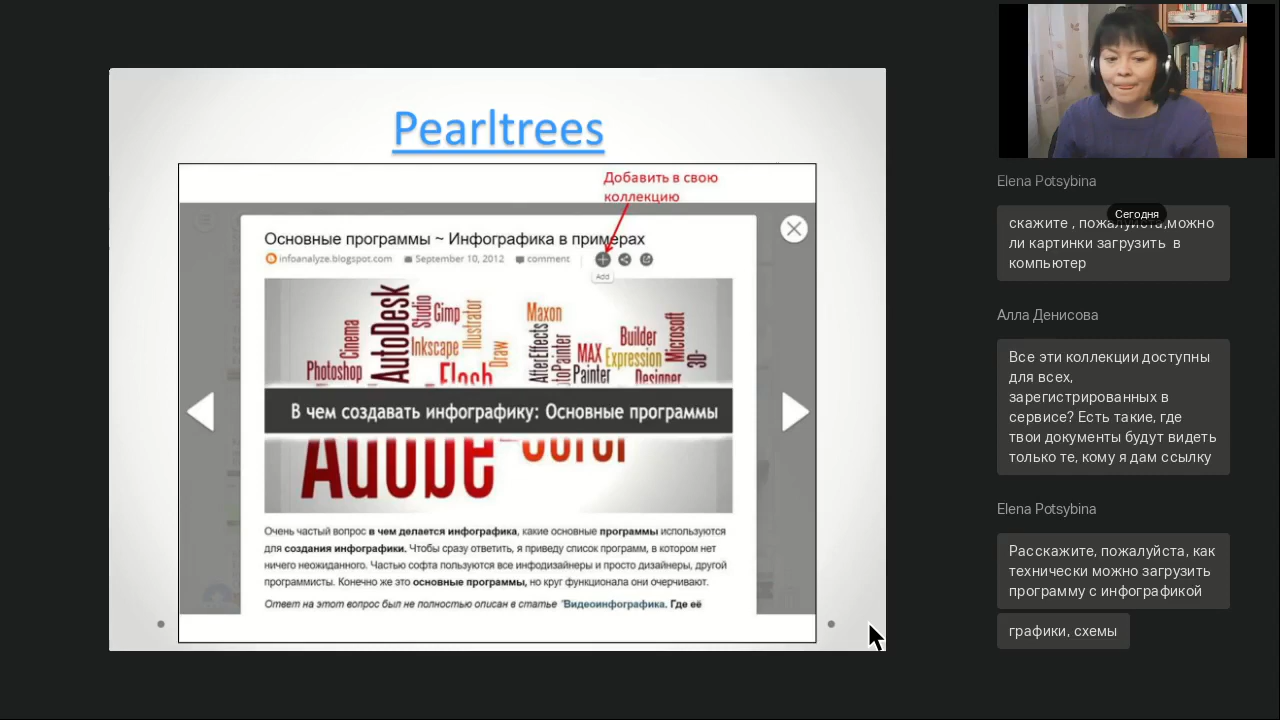 Pearltrees
Добавить в свою
коллекцию
Основные программы ~ Инфографика в примерах
infoanalyze.blogspot.com September 10, 2012 comment
Add
Photoshop
Cinema
AutoDesk
Studio
Gimp
Inkscape
Illustrator
Draw
Flash
Maxon
AfterEffects
toPainter
MAX
Painter
Builder
Expression
Designer
Microsoft
3D-
В чем создавать инфографику: Основные программы
Adobe
Corel
Очень частый вопрос в чем делается инфографика, какие основные программы используются
для создания инфографики. Чтобы сразу ответить, я приведу список программ, в котором нет
ничего неожиданного. Частью софта пользуются все инфодизайнеры и просто дизайнеры, другой
программисты. Конечно же это основные программы, но круг функционала они очерчивают.
Ответ на этот вопрос был не полностью описан в статье "Видеоинфографика. Где её
Elena Potsybina
Сегодня
скажите , пожалуйста,можно
ли картинки загрузить в
компьютер
Алла Денисова
Все эти коллекции доступны
для всех,
зарегистрированных в
сервисе? Есть такие, где
твои документы будут видеть
только те, кому я дам ссылку
Elena Potsybina
Расскажите, пожалуйста, как
технически можно загрузить
программу с инфографикой
графики, схемы